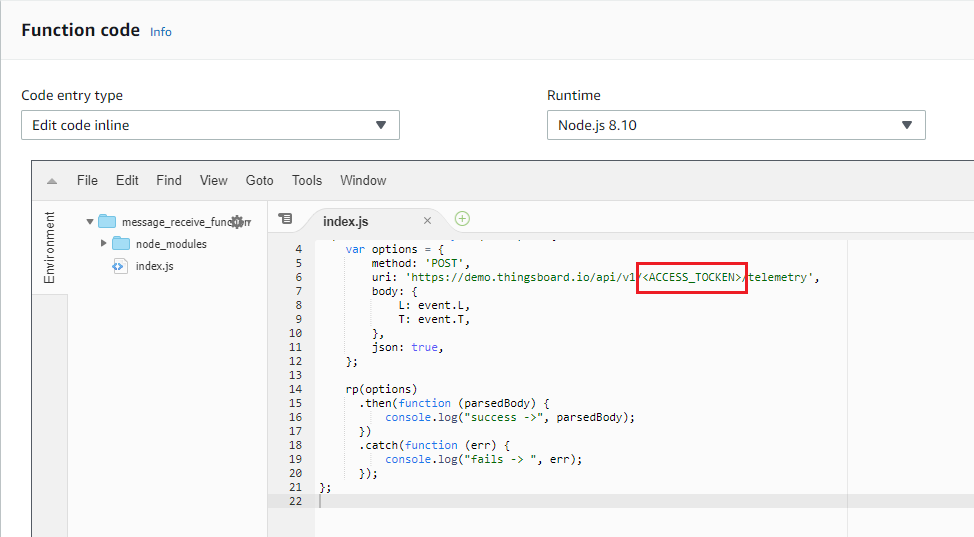 Function code Info
Code entry type
Runtime
Edit code inline
Node.js 8.10
File Edit Find View Goto Tools Window
Environment
message_receive_function
node_modules
index.js
index.js ×
4 var options = {
5 method: 'POST',
6 uri: 'https://demo.thingsboard.io/api/v1/<ACCESS_TOCKEN>/telemetry',
7 body: {
8 L: event.L,
9 T: event.T,
10 },
11 json: true,
12 };
13
14 rp(options)
15 .then(function (parsedBody) {
16 console.log("success ->", parsedBody);
17 })
18 .catch(function (err) {
19 console.log("fails -> ", err);
20 });
21 };
22